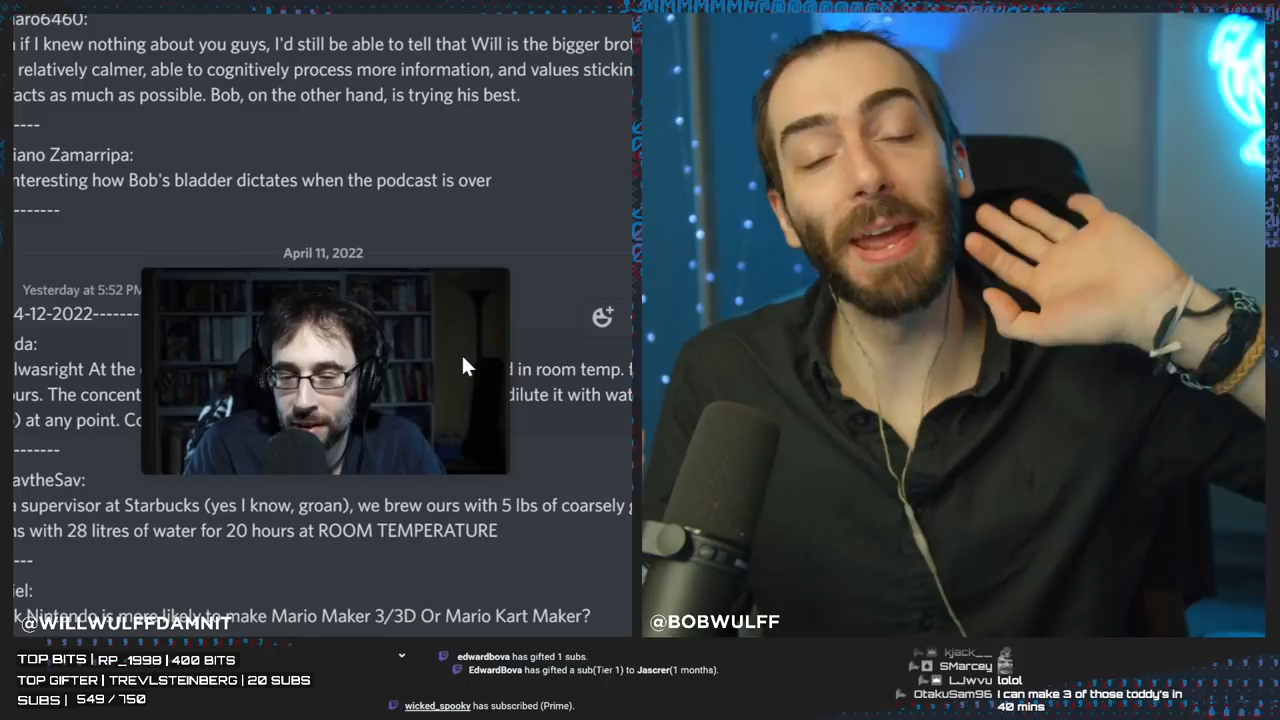 aro6460:
if I knew nothing about you guys, I'd still be able to tell that Will is the bigger brot
relatively calmer, able to cognitively process more information, and values stickin
acts as much as possible. Bob, on the other hand, is trying his best.
----
iano Zamarripa:
nteresting how Bob's bladder dictates when the podcast is over
-------
April 11, 2022
Yesterday at 5:52 PM
4-12-2022-------
da:
lwasright At the
d in room temp.
urs. The concent
dilute it with wat
) at any point. Co
-------
avtheSav:
a supervisor at Starbucks (yes I know, groan), we brew ours with 5 lbs of coarsely g
ns with 28 litres of water for 20 hours at ROOM TEMPERATURE
---
iel:
k Nintendo is more likely to make Mario Maker 3/3D Or Mario Kart Maker?
@WILLWULFFDAMNIT
@BOBWULFF
TOP BITS | RP_1998 | 400 BITS
TOP GIFTER | TREVLSTEINBERG | 20 SUBS
SUBS | 549 / 750
edwardbova has gifted 1 subs.
EdwardBova has gifted a sub(Tier 1) to Jascrer(1 months).
wicked_spooky has subscribed (Prime).
kjack__
SMarcey
LJwvu lolol
OtakuSam96 I can make 3 of those toddy's in
40 mins